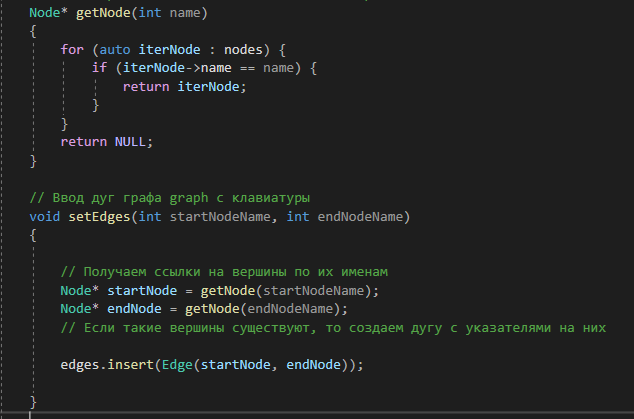 Node* getNode(int name)
{
for (auto iterNode : nodes) {
if (iterNode->name == name) {
return iterNode;
}
}
return NULL;
}
// Ввод дуг графа graph с клавиатуры
void setEdges(int startNodeName, int endNodeName)
{
// Получаем ссылки на вершины по их именам
Node* startNode = getNode(startNodeName);
Node* endNode = getNode(endNodeName);
// Если такие вершины существуют, то создаем дугу с указателями на них
edges.insert(Edge(startNode, endNode));
}